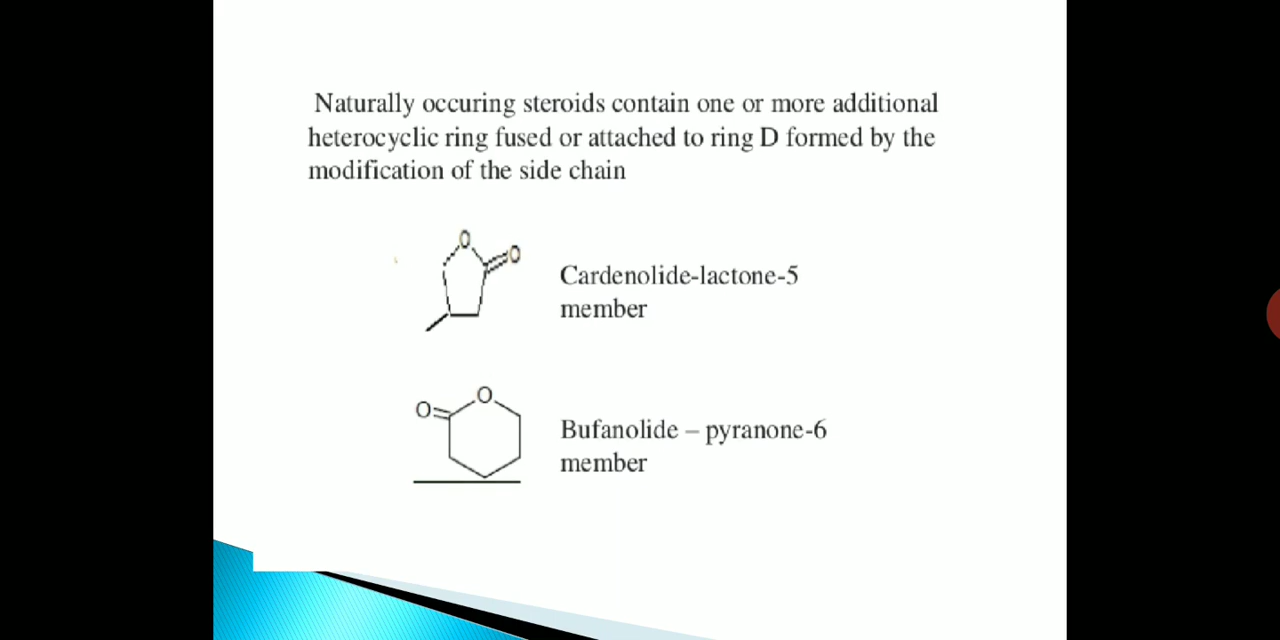 Naturally occuring steroids contain one or more additional
heterocyclic ring fused or attached to ring D formed by the
modification of the side chain
O
O
Cardenolide-lactone-5
member
O
O
Bufanolide – pyranone-6
member